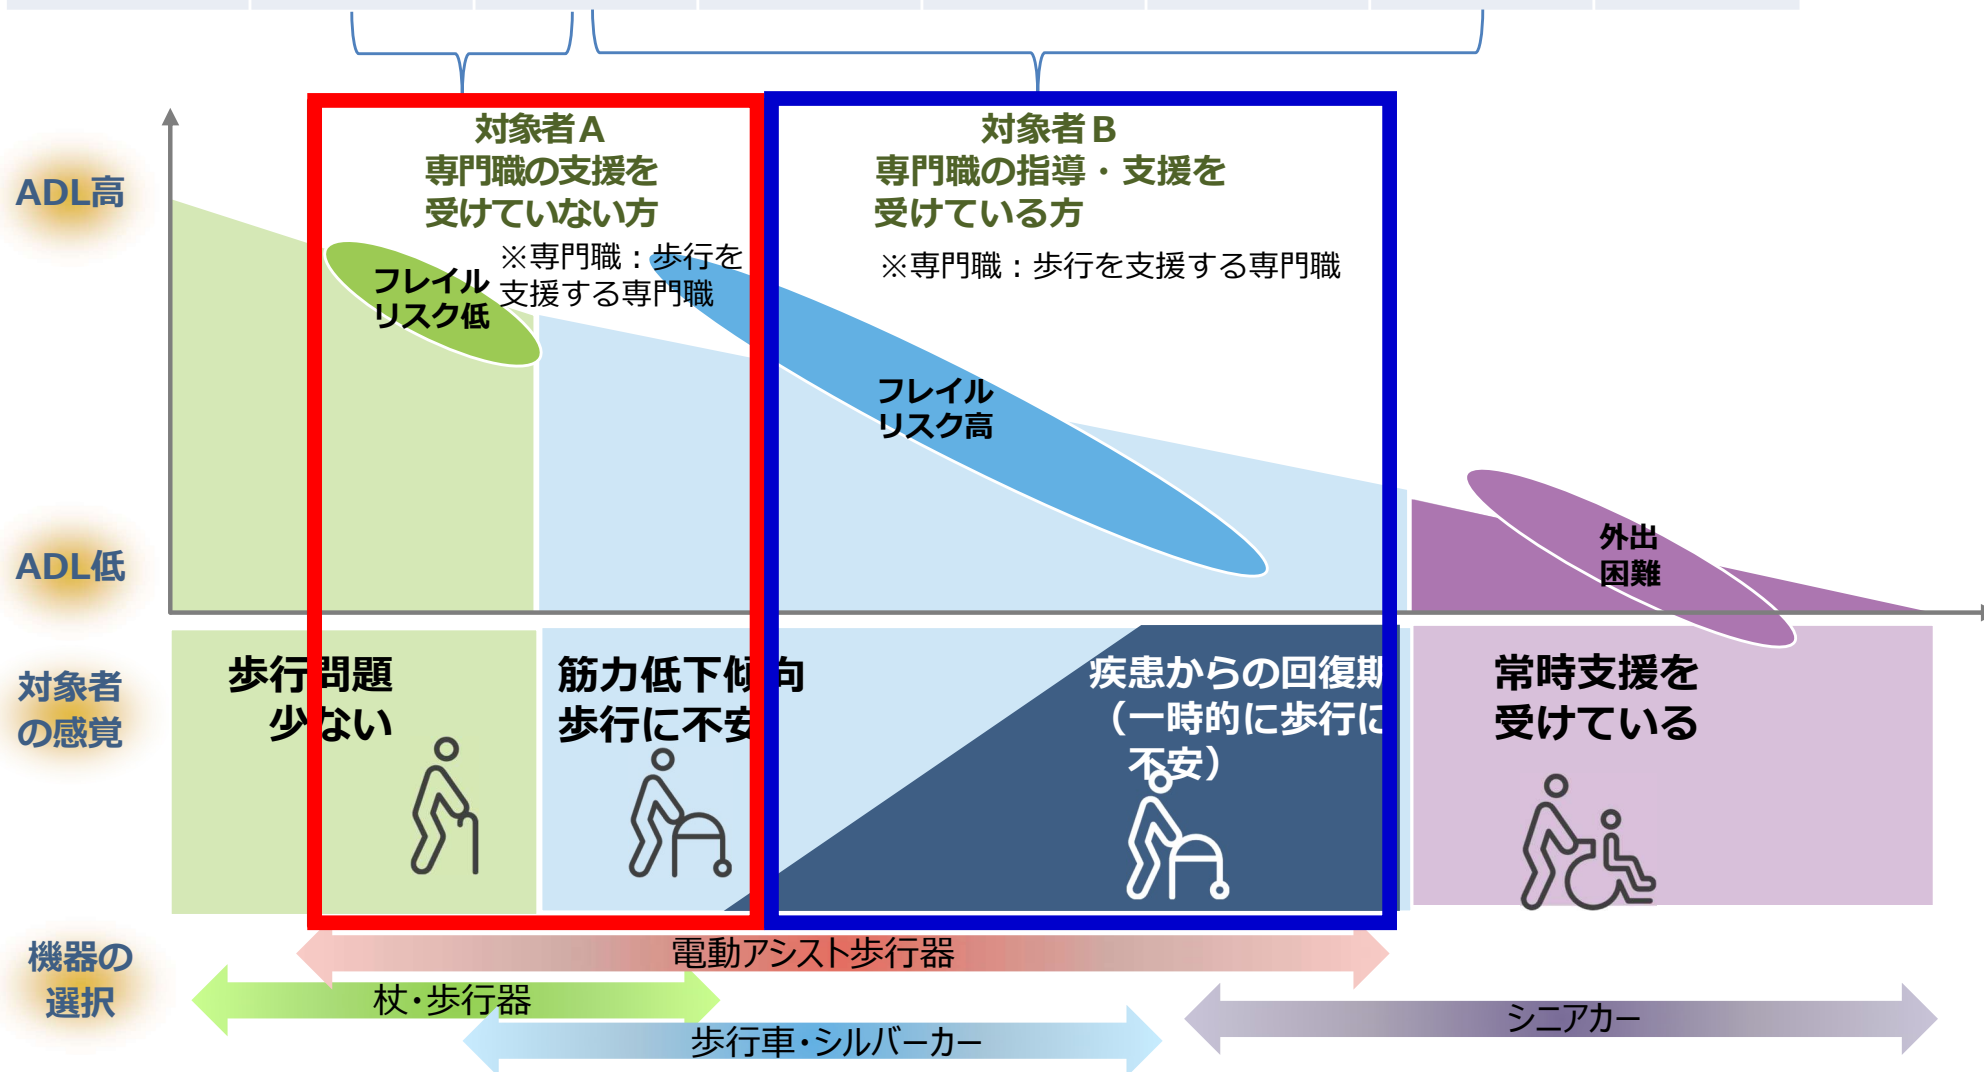 対象者A
専門職の支援を
受けていない方
※専門職：歩行を
支援する専門職
対象者B
専門職の指導・支援を
受けている方
※専門職：歩行を支援する専門職
ADL高
フレイル
リスク低
フレイル
リスク高
ADL低
外出
困難
対象者
の感覚
歩行問題
少ない
筋力低下傾向
歩行に不安
疾患からの回復期
（一時的に歩行に
不安）
常時支援を
受けている
機器の
選択
電動アシスト歩行器
杖・歩行器
歩行車・シルバーカー
シニアカー